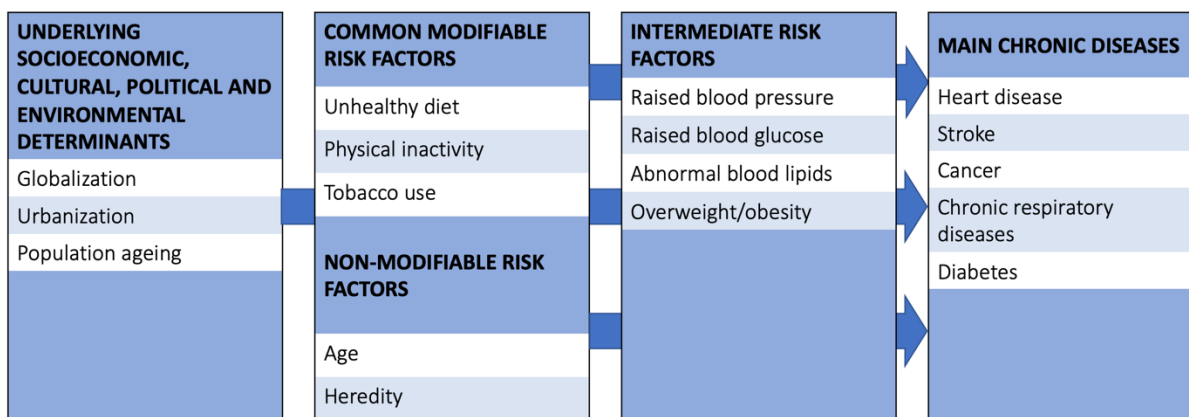 UNDERLYING
SOCIOECONOMIC,
CULTURAL, POLITICAL AND
ENVIRONMENTAL
DETERMINANTS
Globalization
Urbanization
Population ageing
COMMON MODIFIABLE
RISK FACTORS
Unhealthy diet
Physical inactivity
Tobacco use
NON-MODIFIABLE RISK
FACTORS
Age
Heredity
INTERMEDIATE RISK
FACTORS
Raised blood pressure
Raised blood glucose
Abnormal blood lipids
Overweight/obesity
MAIN CHRONIC DISEASES
Heart disease
Stroke
Cancer
Chronic respiratory
diseases
Diabetes